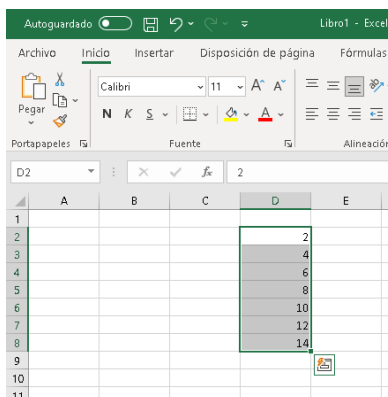 Autoguardado Libro1 - Excel
Archivo Inicio Insertar Disposición de página Fórmulas
Pegar Calibri 11 A A
N K S A
Portapapeles Fuente Alineación
D2 fx 2
A B C D E
1
2 2
3 4
4 6
5 8
6 10
7 12
8 14
9
10
11